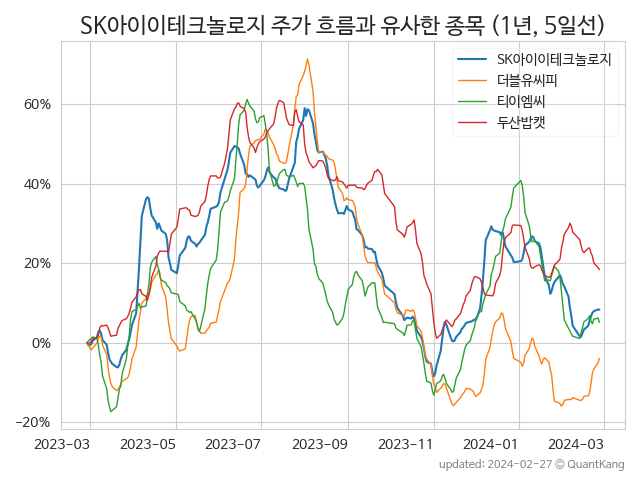 SK아이이테크놀로지 주가 흐름과 유사한 종목 (1년, 5일선)
SK아이이테크놀로지
더블유씨피
티이엠씨
두산밥캣
60%
40%
20%
0%
−20%
2023-03 2023-05 2023-07 2023-09 2023-11 2024-01 2024-03
updated: 2024-02-27 © QuantKang